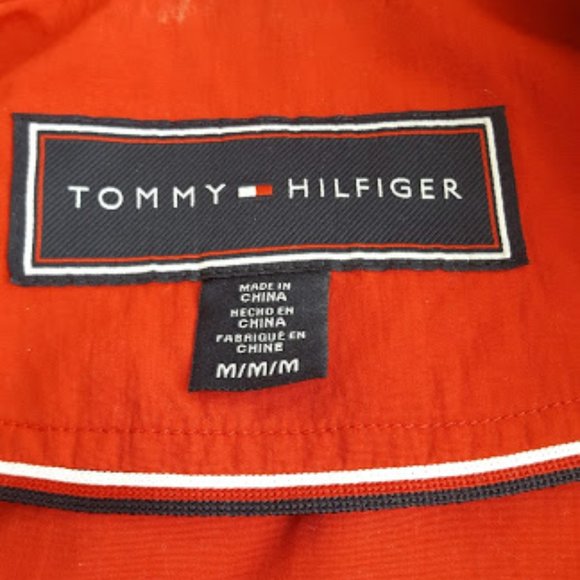 TOMMY HILFIGER
MADE IN
CHINA
HECHO EN
CHINA
FABRIQUÉ EN
CHINE
M/M/M